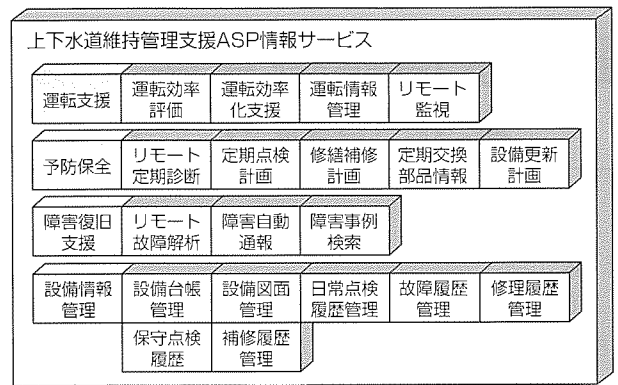 上下水道維持管理支援ASP情報サービス
運転支援
運転効率
評価
運転効率
化支援
運転情報
管理
リモート
監視
予防保全
リモート
定期診断
定期点検
計画
修繕補修
計画
定期交換
部品情報
設備更新
計画
障害復旧
支援
リモート
故障解析
障害自動
通報
障害事例
検索
設備情報
管理
設備台帳
管理
設備図面
管理
日常点検
履歴管理
故障履歴
管理
修理履歴
管理
保守点検
履歴
補修履歴
管理